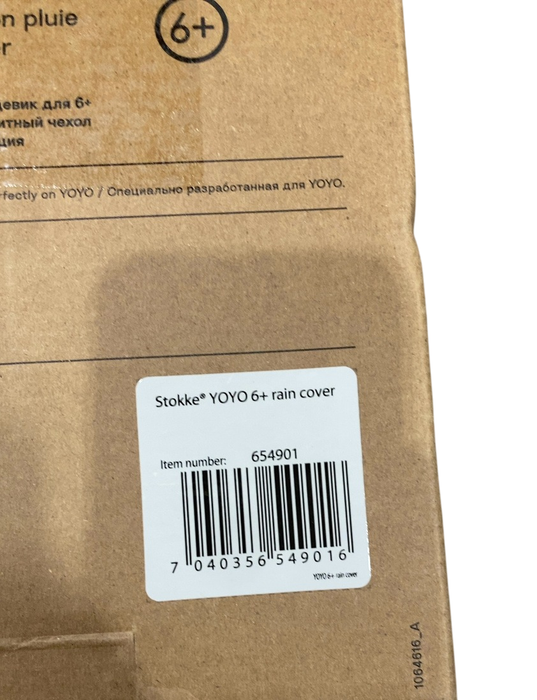 n pluie
r
6+
цевик для 6+
итный чехол
ция
rfectly on YOYO / Специально разработанная для YOYO.
Stokke® YOYO 6+ rain cover
Item number: 654901
7 040356 549016
YOYO 6+ rain cover
1064616_A